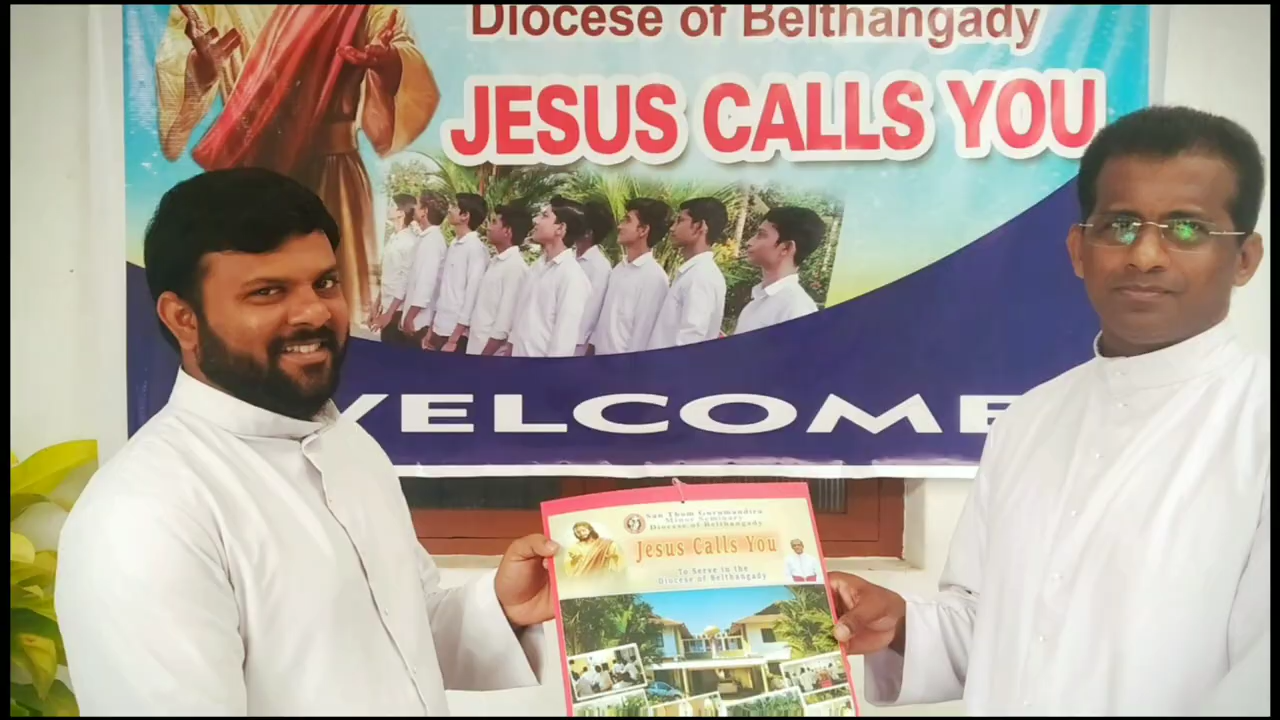 Diocese of Belthangady
JESUS CALLS YOU
WELCOME
San Thom Gurumandira
Minor Seminary
Diocese of Belthangady
Jesus Calls You
To Serve in the
Diocese of Belthangady